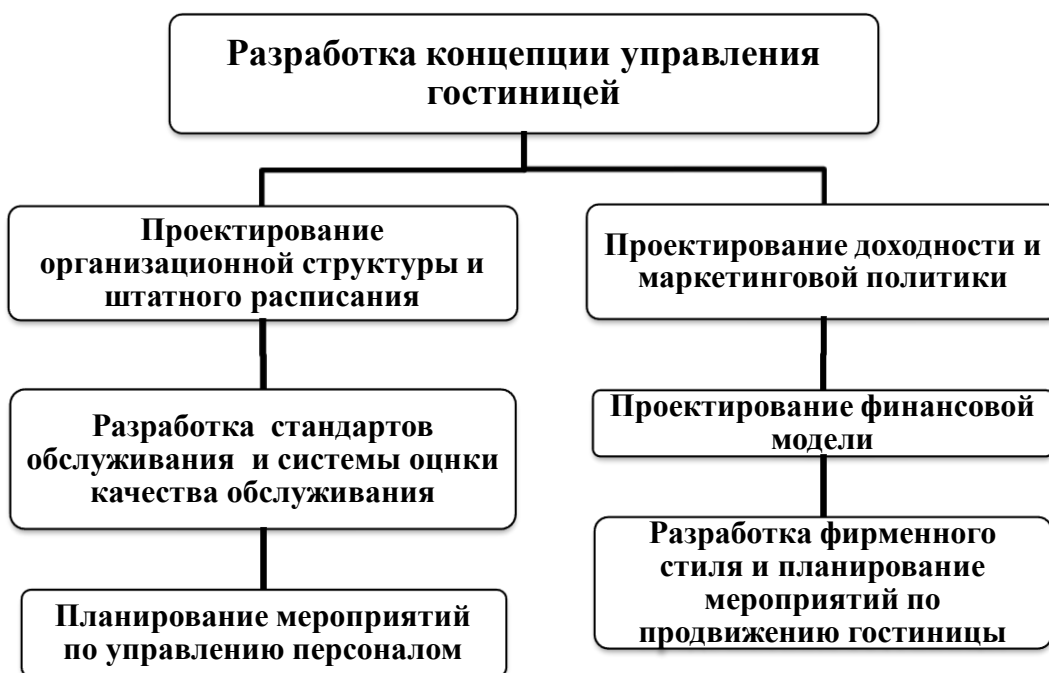 Разработка концепции управления
гостиницей
Проектирование
организационной структуры и
штатного расписания
Разработка стандартов
обслуживания и системы оцнки
качества обслуживания
Планирование мероприятий
по управлению персоналом
Проектирование доходности и
маркетинговой политики
Проектирование финансовой
модели
Разработка фирменного
стиля и планирование
мероприятий по
продвижению гостиницы